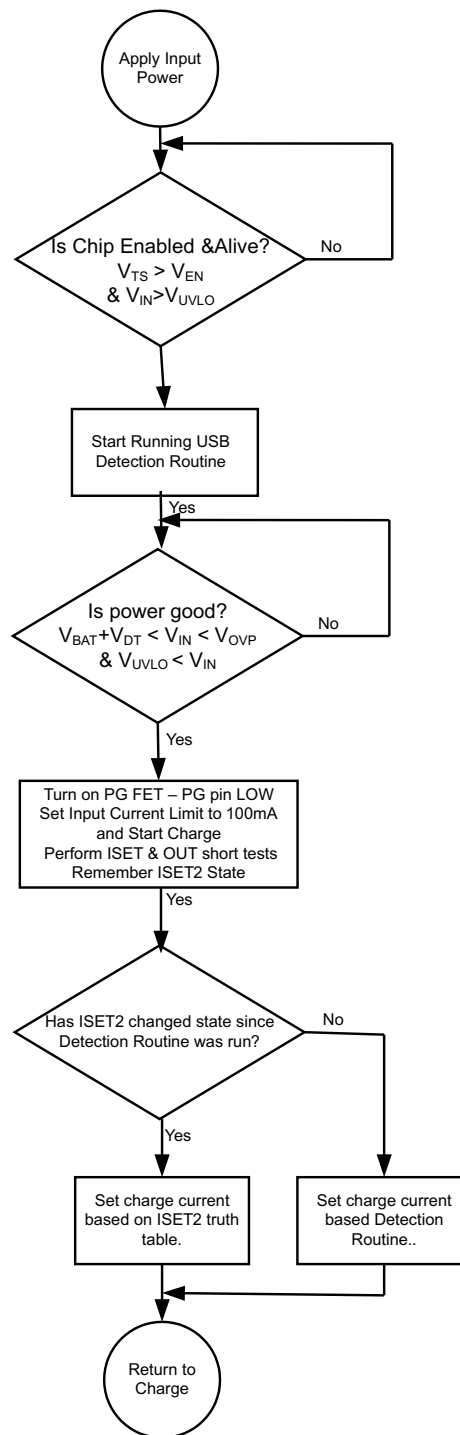 Apply Input
Power
Is Chip Enabled &Alive?
No
V_TS > V_EN
& V_IN>V_UVLO
Start Running USB
Detection Routine
Yes
Is power good?
No
V_BAT+V_DT < V_IN < V_OVP
& V_UVLO < V_IN
Yes
Turn on PG FET – PG pin LOW
Set Input Current Limit to 100mA
and Start Charge
Perform ISET & OUT short tests
Remember ISET2 State
Yes
Has ISET2 changed state since
Detection Routine was run?
No
Yes
Set charge current
based on ISET2 truth
table.
Set charge current
based Detection
Routine..
Return to
Charge